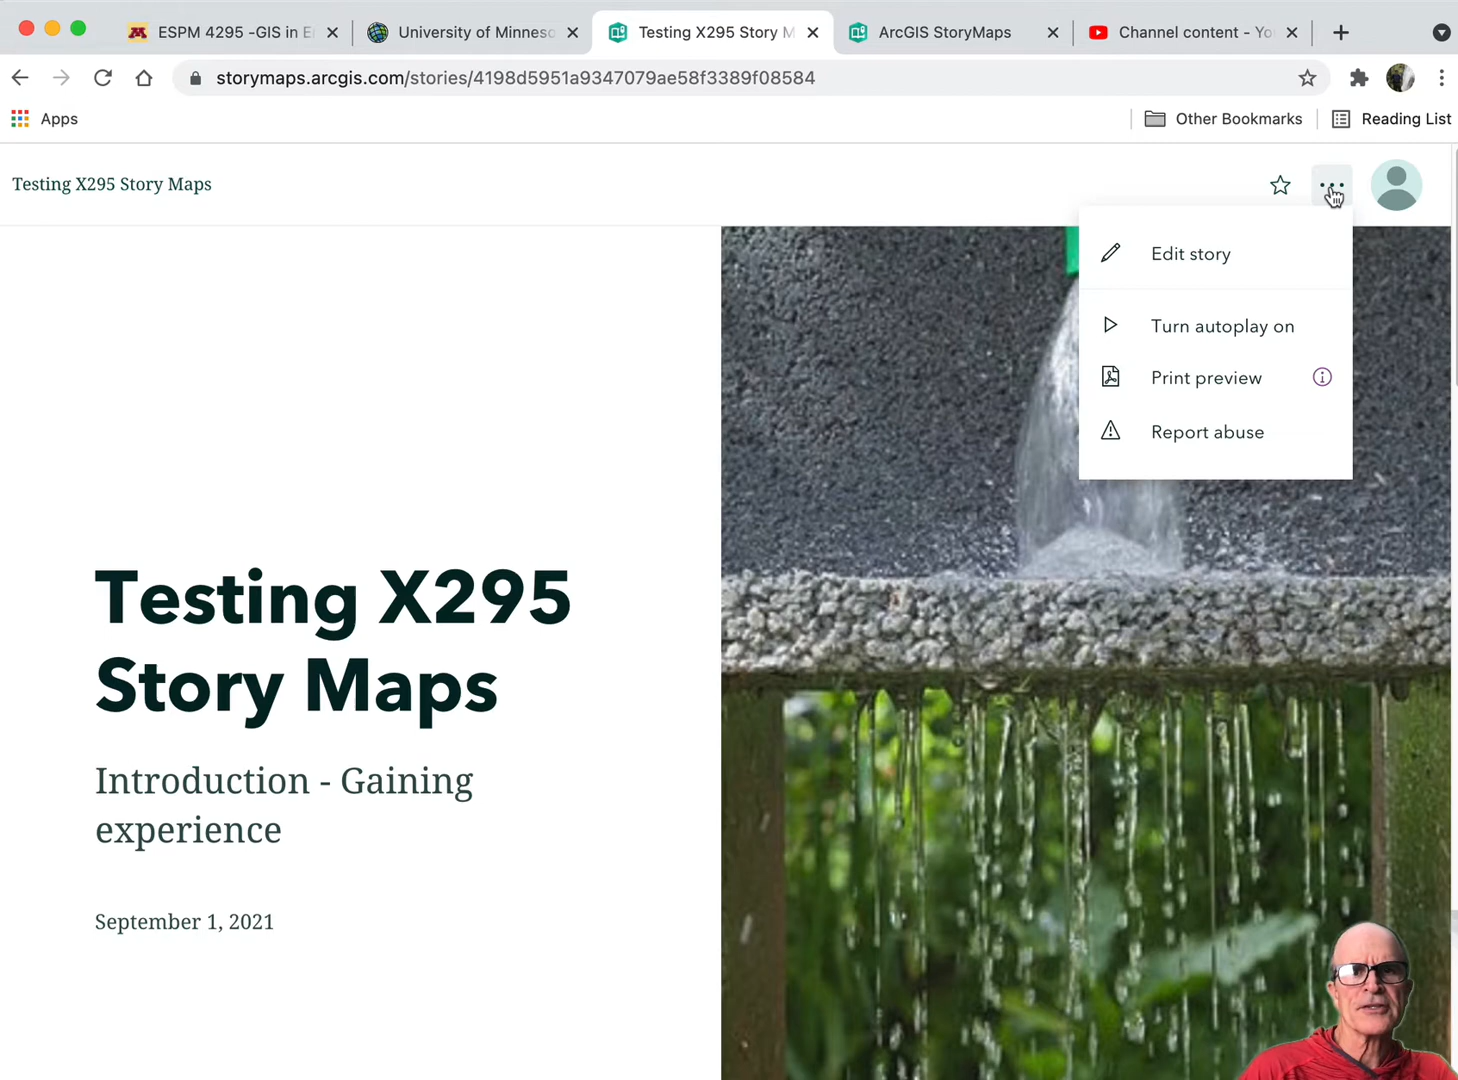 ESPM 4295 -GIS in E
University of Minneso
Testing X295 Story M
ArcGIS StoryMaps
Channel content - Yo
storymaps.arcgis.com/stories/4198d5951a9347079ae58f3389f08584
Apps
Other Bookmarks
Reading List
Testing X295 Story Maps
Edit story
Turn autoplay on
Print preview
Report abuse
Testing X295
Story Maps
Introduction - Gaining
experience
September 1, 2021